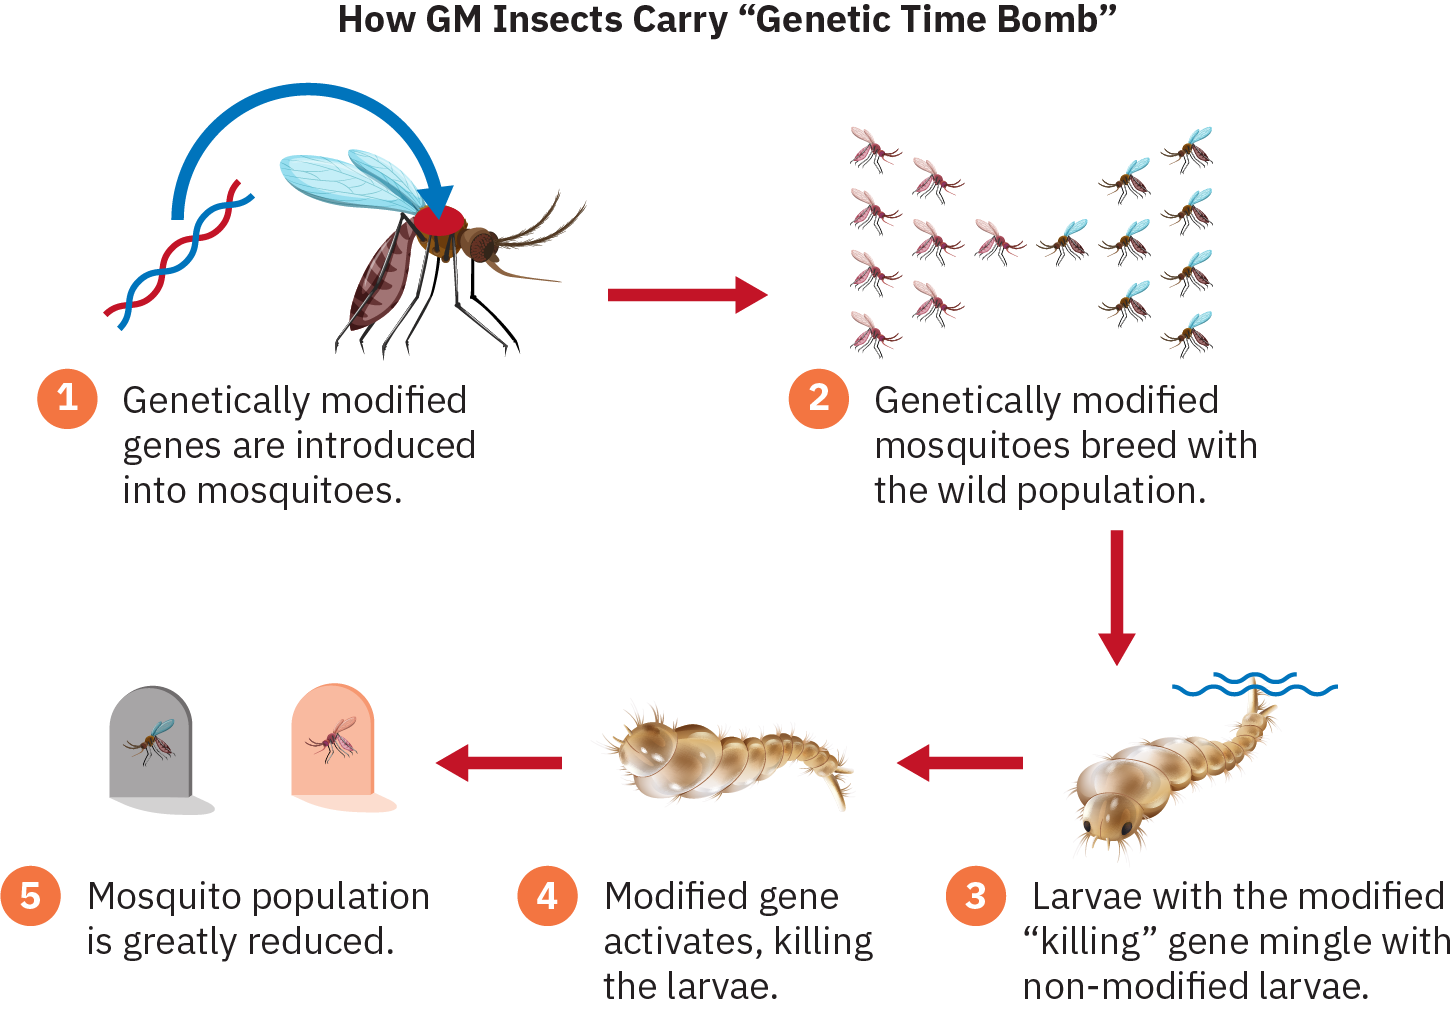 How GM Insects Carry “Genetic Time Bomb”
1 Genetically modified
genes are introduced
into mosquitoes.
2 Genetically modified
mosquitoes breed with
the wild population.
3 Larvae with the modified
“killing” gene mingle with
non-modified larvae.
4 Modified gene
activates, killing
the larvae.
5 Mosquito population
is greatly reduced.